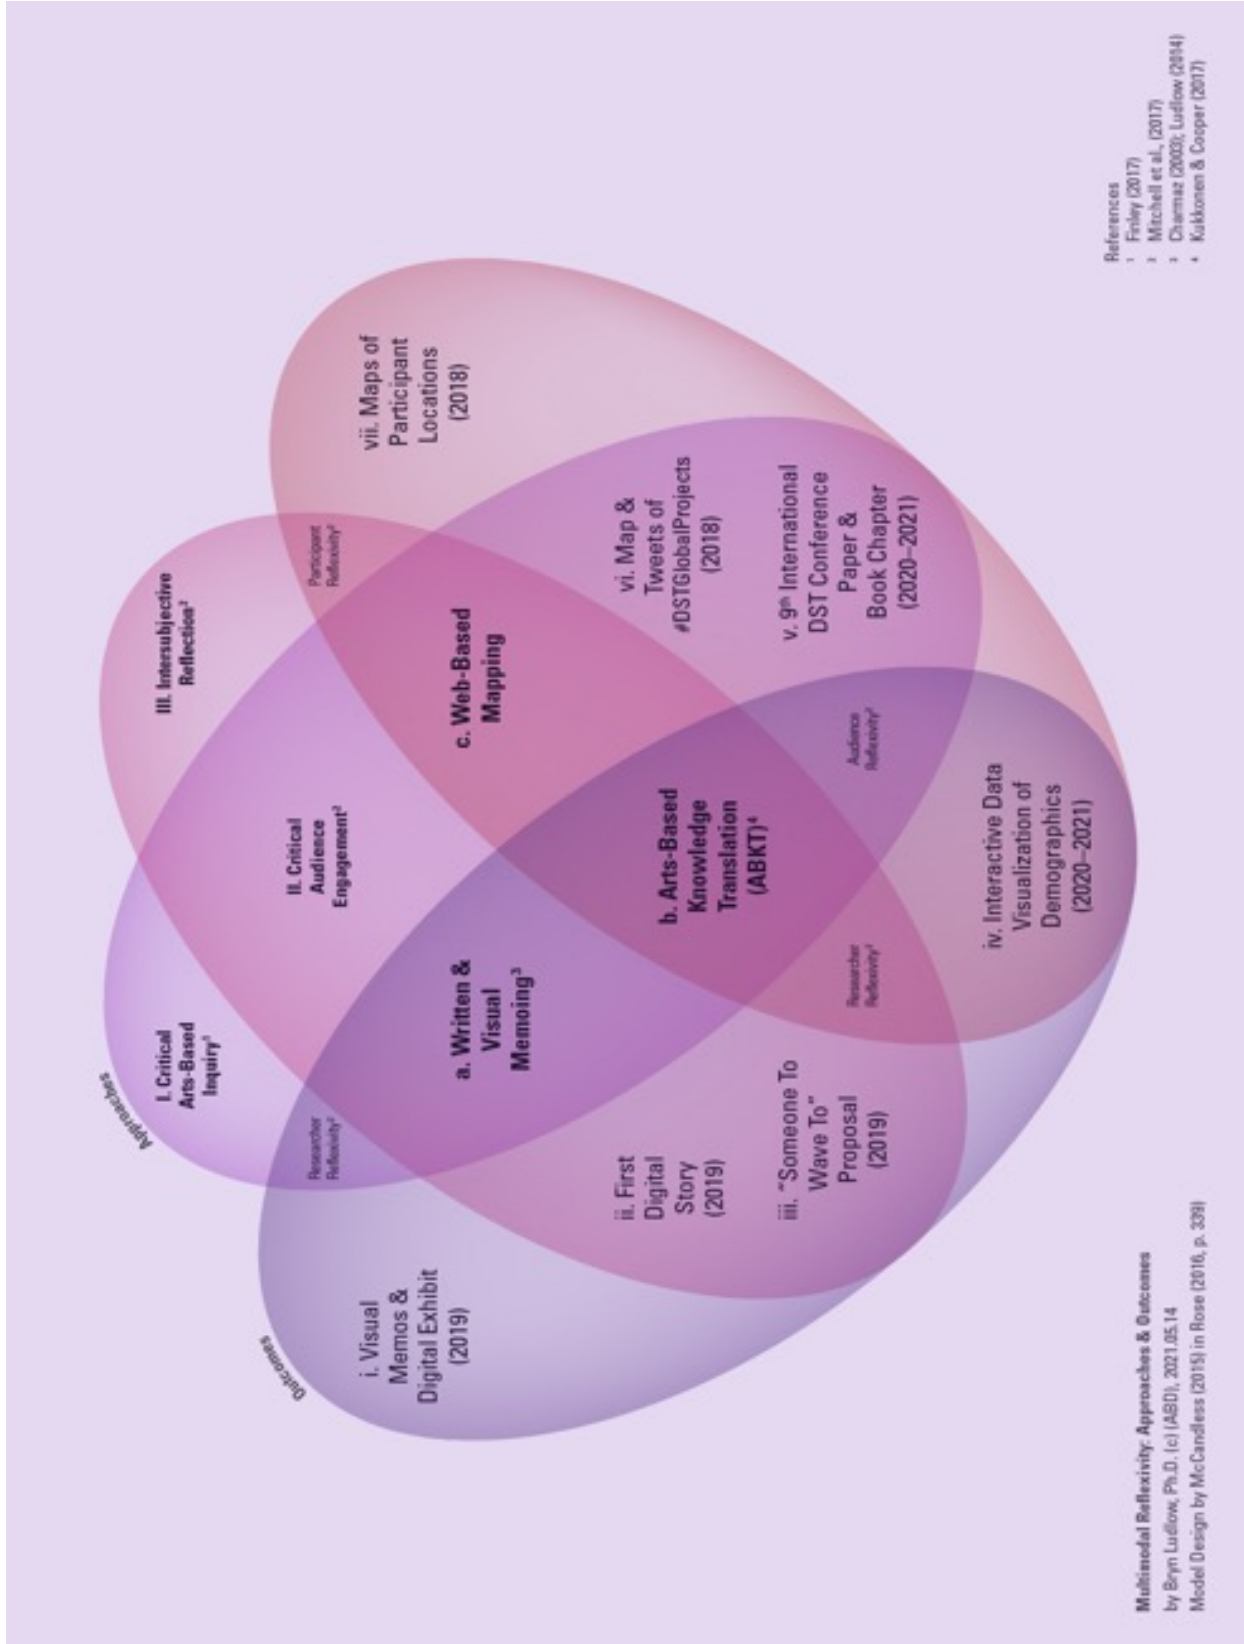 Approaches
I. Critical
Arts-Based
Inquiry¹
III. Intersubjective
Reflection²
II. Critical
Audience
Engagement²
Outcomes
Researcher
Reflexivity²
Participant
Reflexivity²
i. Visual
Memos &
Digital Exhibit
(2019)
a. Written &
Visual
Memoing³
c. Web-Based
Mapping
vii. Maps of
Participant
Locations
(2018)
ii. First
Digital
Story
(2019)
b. Arts-Based
Knowledge
Translation
(ABKT)⁴
vi. Map &
Tweets of
#DSTGlobalProjects
(2018)
iii. “Someone To
Wave To”
Proposal
(2019)
Researcher
Reflexivity²
Audience
Reflexivity²
v. 9ᵗʰ International
DST Conference
Paper &
Book Chapter
(2020–2021)
iv. Interactive Data
Visualization of
Demographics
(2020–2021)
Multimodal Reflexivity: Approaches & Outcomes
by Bryn Ludlow, Ph.D. (c) (ABD), 2021.05.14
Model Design by McCandless (2015) in Rose (2016, p. 339)
References
¹ Finley (2017)
² Mitchell et al., (2017)
³ Charmaz (2003); Ludlow (2014)
⁴ Kukkonen & Cooper (2017)